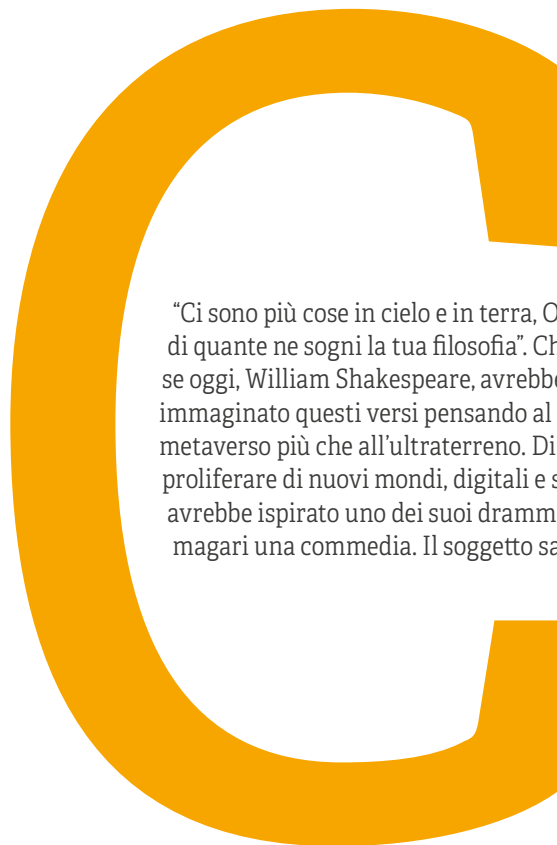 C
“Ci sono più cose in cielo e in terra, O
di quante ne sogni la tua filosofia”. Ch
se oggi, William Shakespeare, avrebbe
immaginato questi versi pensando al
metaverso più che all’ultraterreno. Di
proliferare di nuovi mondi, digitali e s
avrebbe ispirato uno dei suoi dramm
magari una commedia. Il soggetto sa